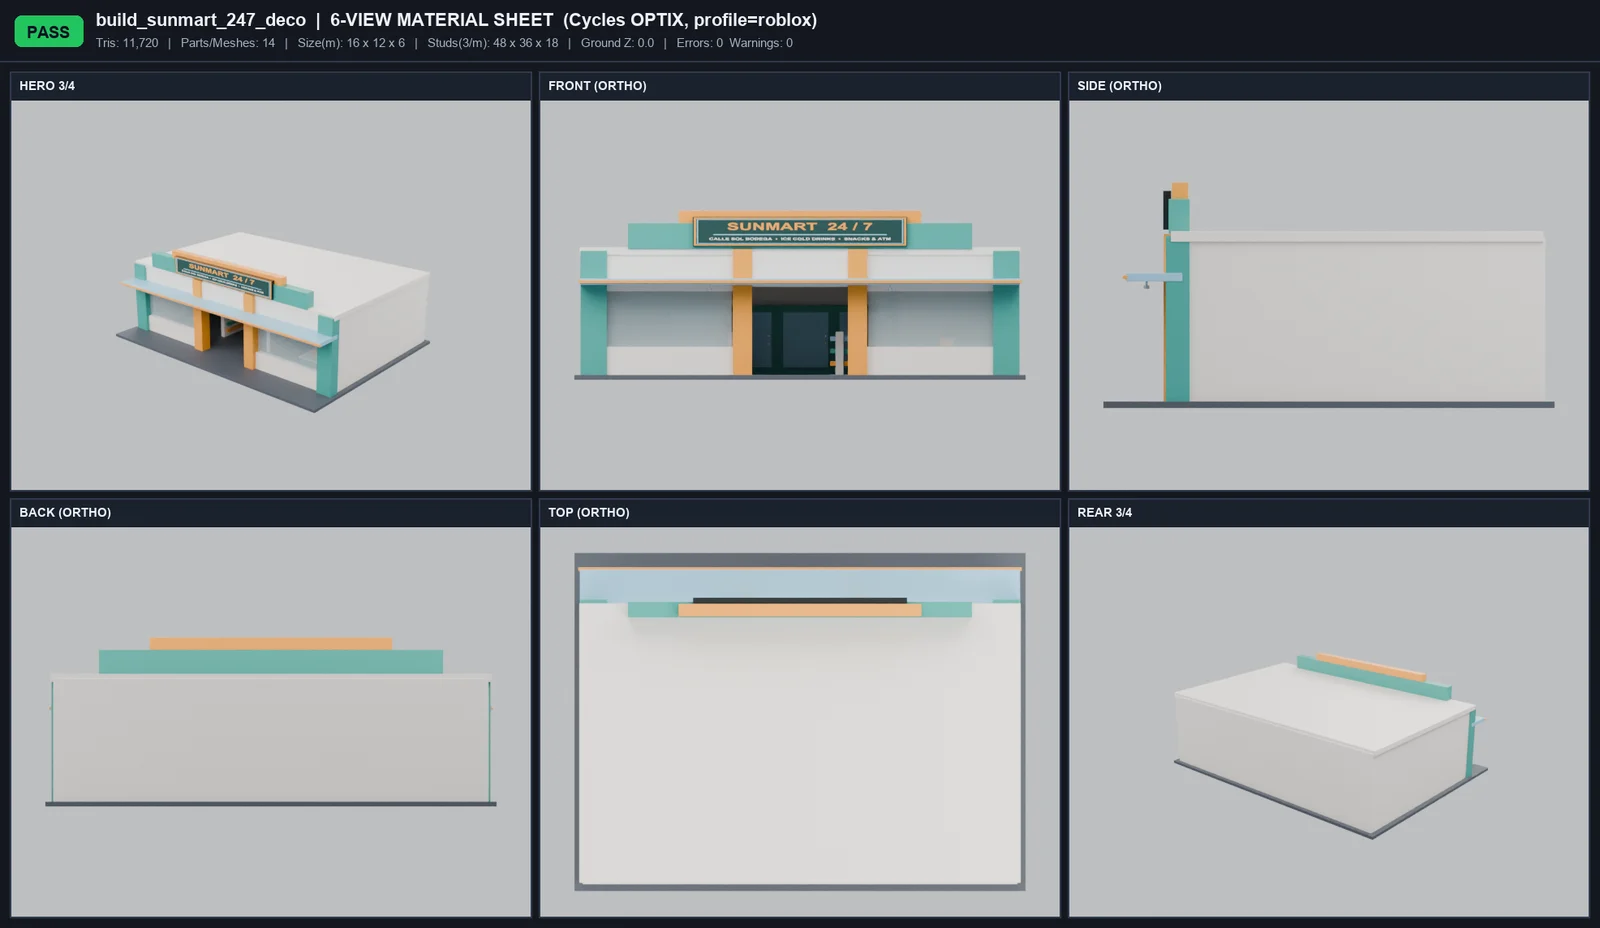 PASS
build_sunmart_247_deco | 6-VIEW MATERIAL SHEET (Cycles OPTIX, profile=roblox)
Tris: 11,720 | Parts/Meshes: 14 | Size(m): 16 x 12 x 6 | Studs(3/m): 48 x 36 x 18 | Ground Z: 0.0 | Errors: 0 Warnings: 0
HERO 3/4
SUNMART 24/7
FRONT (ORTHO)
SUNMART 24 / 7
CALLE SOL BODEGA • ICE COLD DRINKS • SNACKS & ATM
SIDE (ORTHO)
BACK (ORTHO)
TOP (ORTHO)
REAR 3/4